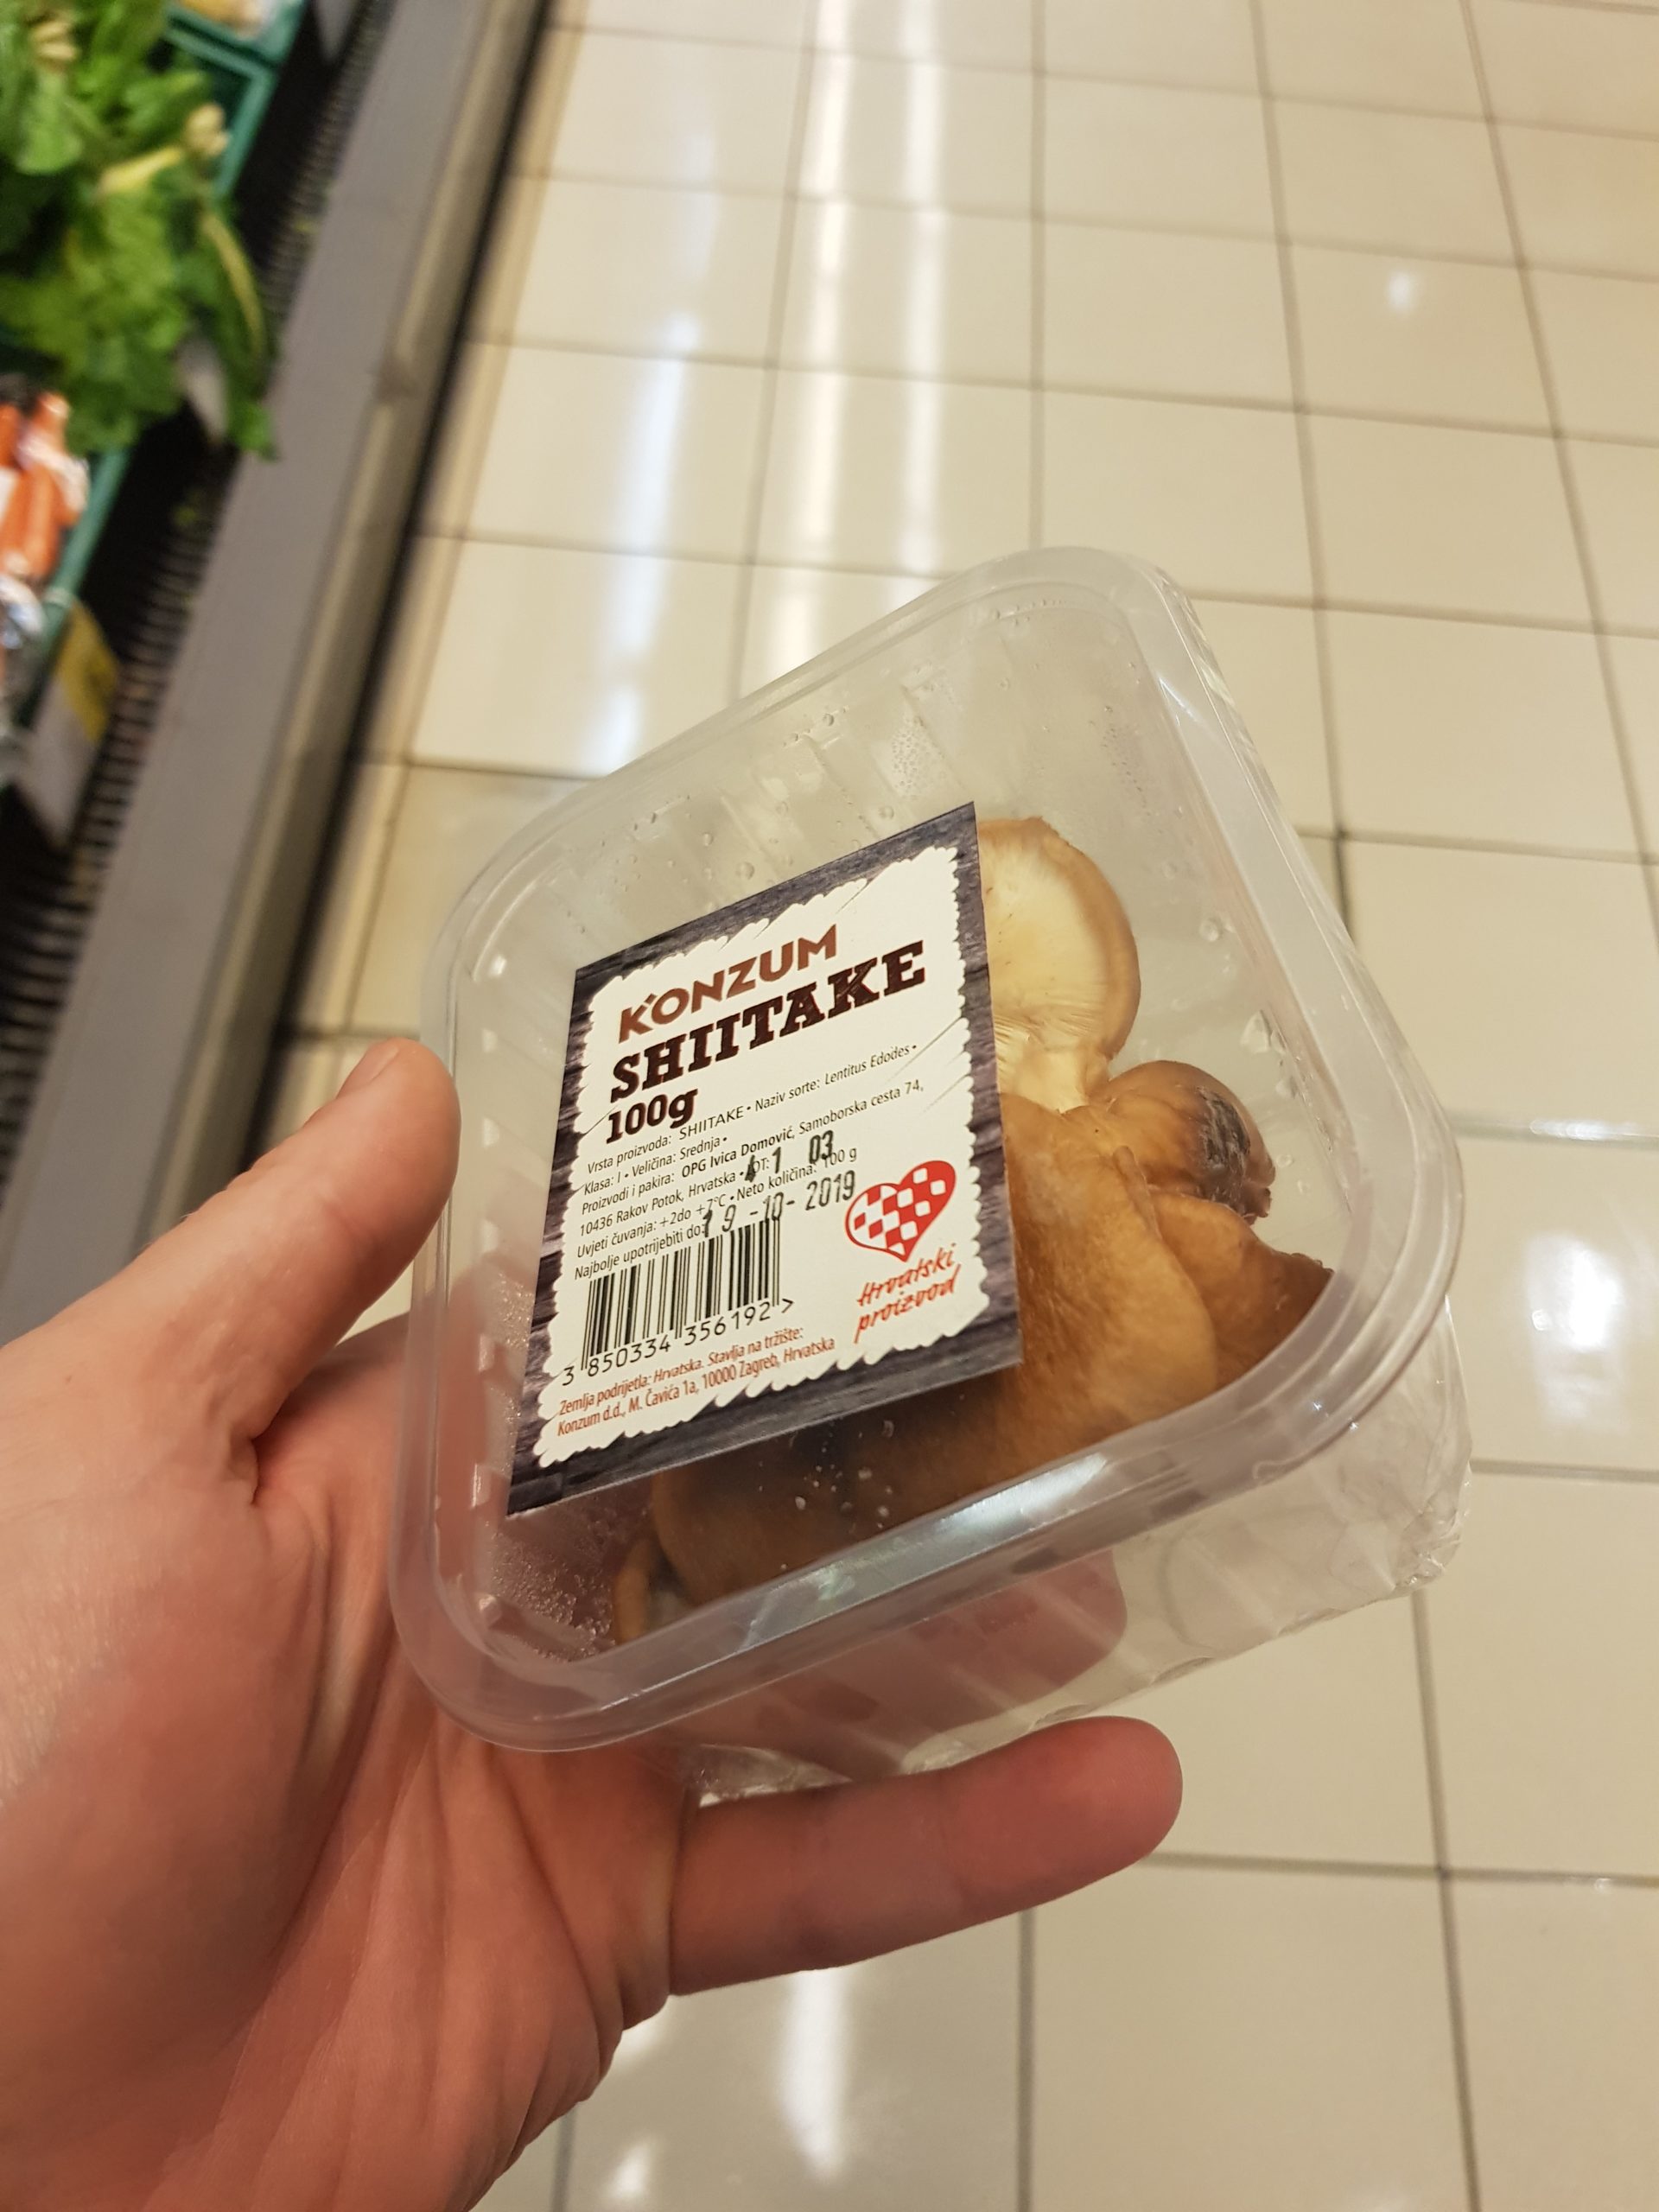 KONZUM
SHIITAKE
100g
Vrsta proizvoda: SHIITAKE • Naziv sorte: Lentitus Edodes •
Klasa: I • Veličina: Srednja •
Proizvodi i pakira: OPG Ivica Domović, Samoborska cesta 74,
10436 Rakov Potok, Hrvatska • LOT: 1 03
Uvjeti čuvanja: +2do +7°C • Neto količina: 100 g
Najbolje upotrijebiti do: 19-10-2019
3 850334 356192 >
Hrvatski
proizvod
Zemlja podrijetla: Hrvatska. Stavlja na tržište:
Konzum d.d., M. Čavića 1a, 10000 Zagreb, Hrvatska